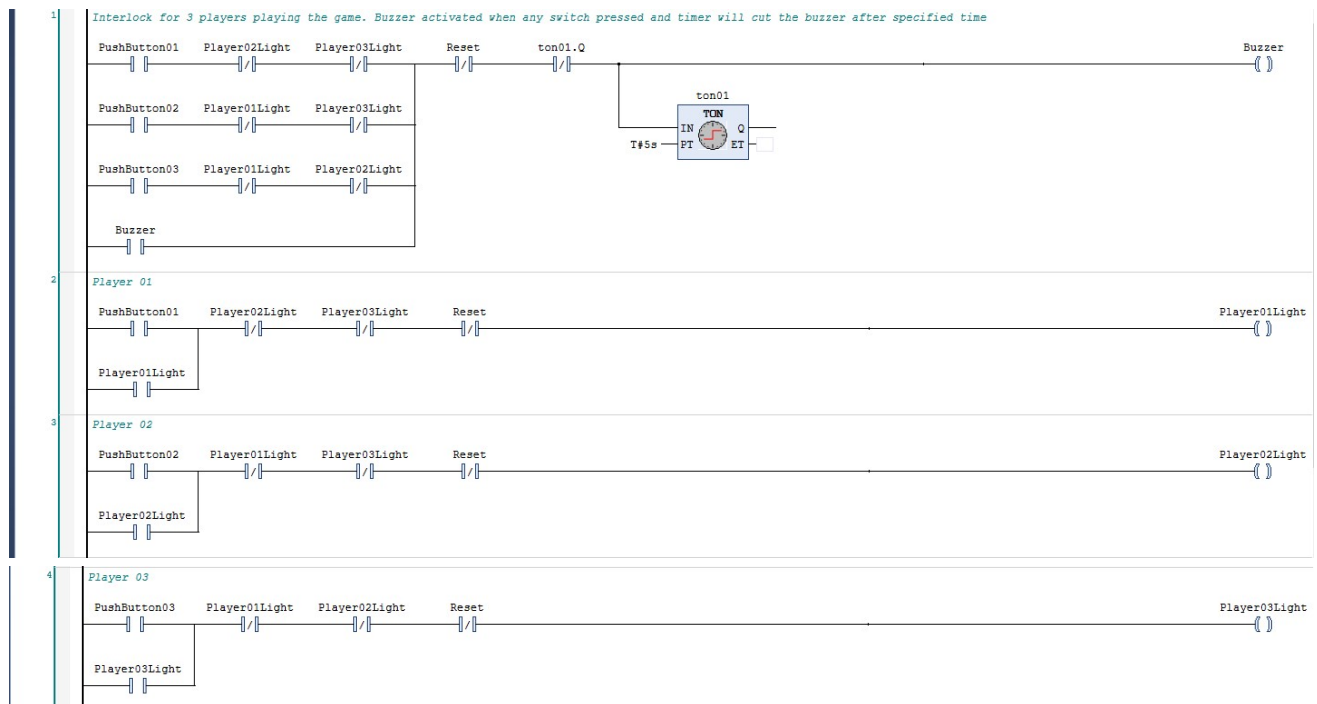 1
Interlock for 3 players playing the game. Buzzer activated when any switch pressed and timer will cut the buzzer after specified time
PushButton01 Player02Light Player03Light Reset ton01.Q Buzzer
ton01
PushButton02 Player01Light Player03Light
TON
IN Q
T#5s PT ET
PushButton03 Player01Light Player02Light
Buzzer
2
Player 01
PushButton01 Player02Light Player03Light Reset Player01Light
Player01Light
3
Player 02
PushButton02 Player01Light Player03Light Reset Player02Light
Player02Light
4
Player 03
PushButton03 Player01Light Player02Light Reset Player03Light
Player03Light